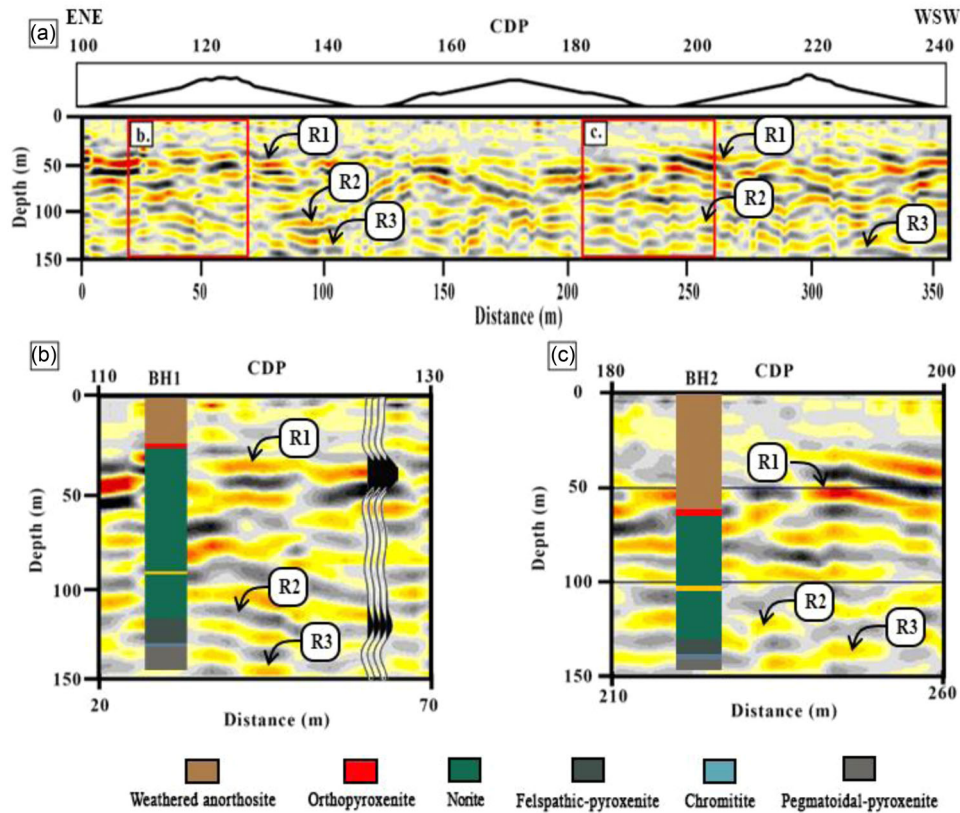 (a)
ENE CDP WSW
100 120 140 160 180 200 220 240
b. c.
R1 R1
R2 R2
R3 R3
Depth (m)
0
50
100
150
0 50 100 150 200 250 300 350
Distance (m)
(b)
110 BH1 CDP 130
Depth (m)
0
50
100
150
R1
R2
R3
20 70
Distance (m)
(c)
180 BH2 CDP 200
Depth (m)
0
50
100
150
R1
R2
R3
210 260
Distance (m)
Weathered anorthosite Orthopyroxenite Norite Felspathic-pyroxenite Chromitite Pegmatoidal-pyroxenite